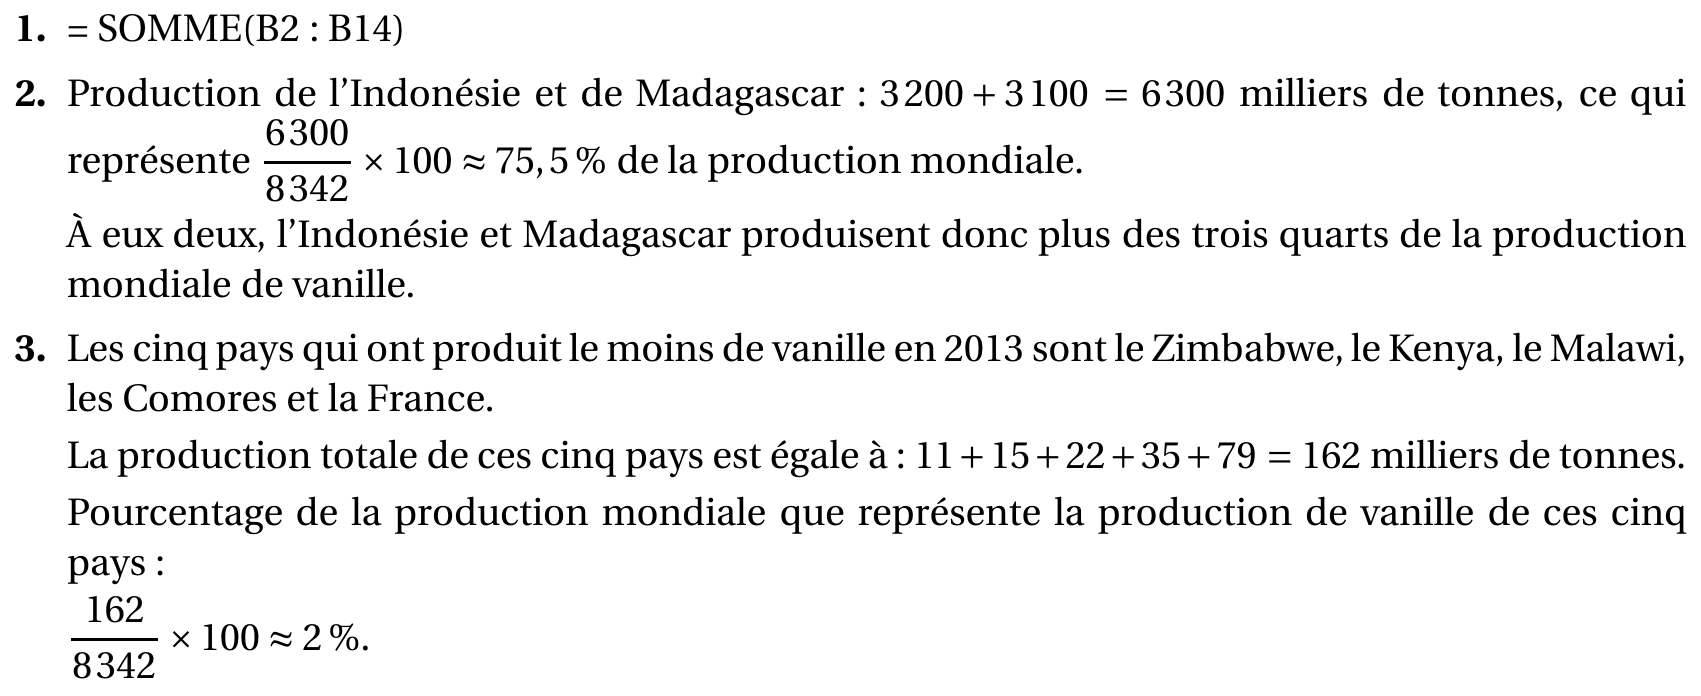 1. = SOMME(B2 : B14)
2. Production de l’Indonésie et de Madagascar : 3 200 + 3 100 = 6 300 milliers de tonnes, ce qui
représente 6 300/8 342 × 100 ≈ 75,5 % de la production mondiale.
À eux deux, l’Indonésie et Madagascar produisent donc plus des trois quarts de la production
mondiale de vanille.
3. Les cinq pays qui ont produit le moins de vanille en 2013 sont le Zimbabwe, le Kenya, le Malawi,
les Comores et la France.
La production totale de ces cinq pays est égale à : 11 + 15 + 22 + 35 + 79 = 162 milliers de tonnes.
Pourcentage de la production mondiale que représente la production de vanille de ces cinq
pays :
162/8 342 × 100 ≈ 2 %.